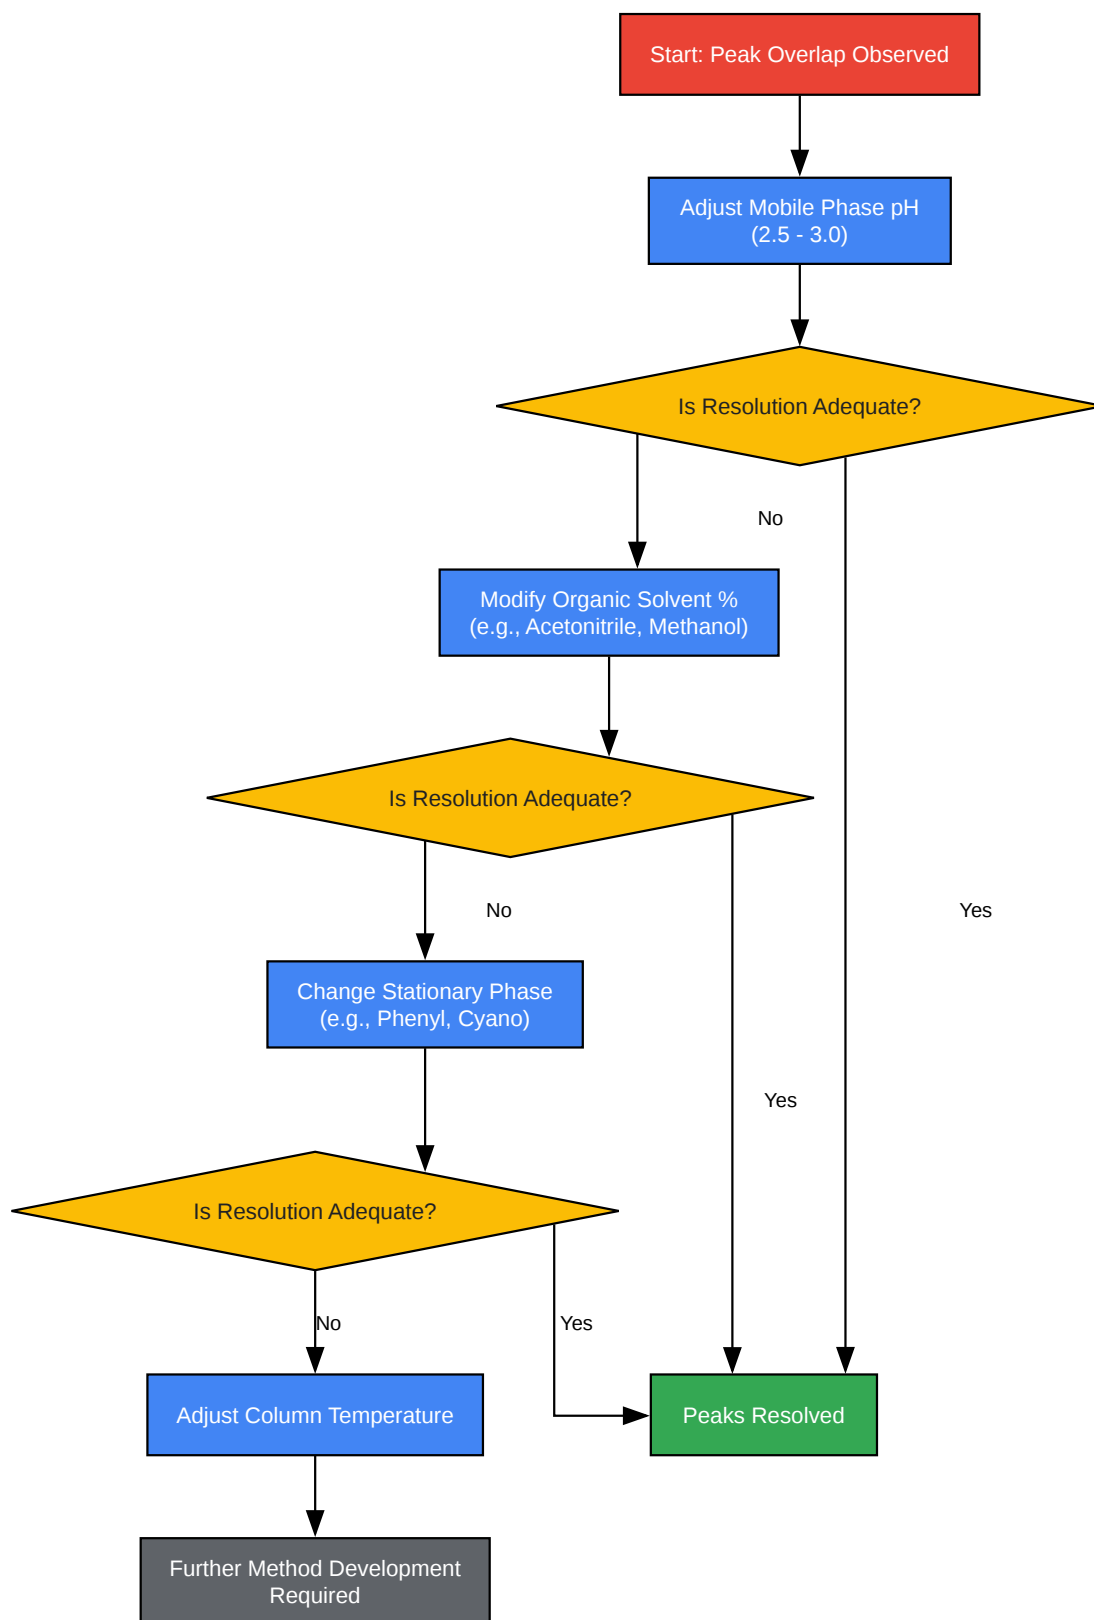 Start: Peak Overlap Observed
Adjust Mobile Phase pH
(2.5 - 3.0)
Is Resolution Adequate?
No
Modify Organic Solvent %
(e.g., Acetonitrile, Methanol)
Is Resolution Adequate?
No
Yes
Change Stationary Phase
(e.g., Phenyl, Cyano)
Yes
Is Resolution Adequate?
No
Yes
Adjust Column Temperature
Peaks Resolved
Further Method Development
Required